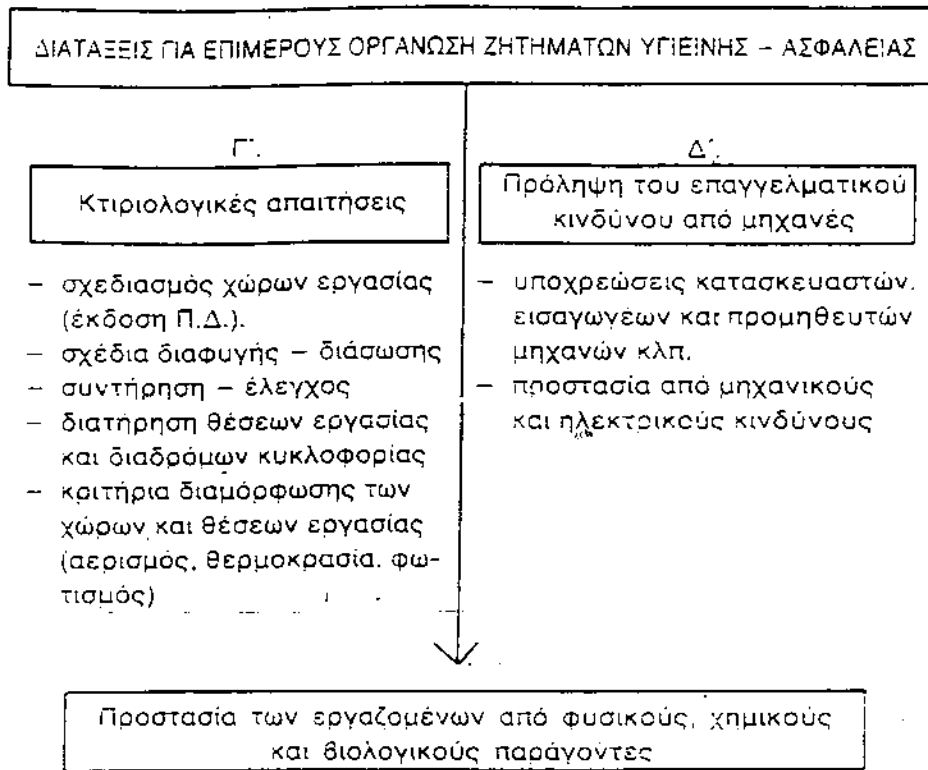 ΔΙΑΤΑΞΕΙΣ ΓΙΑ ΕΠΙΜΕΡΟΥΣ ΟΡΓΑΝΩΣΗ ΖΗΤΗΜΑΤΩΝ ΥΓΙΕΙΝΗΣ – ΑΣΦΑΛΕΙΑΣ
Γ'.
Κτιριολογικές απαιτήσεις
– σχεδιασμός χώρων εργασίας
(έκδοση Π.Δ.).
– σχέδια διαφυγής – διάσωσης
– συντήρηση – έλεγχος
– διατήρηση θέσεων εργασίας
και διαδρόμων κυκλοφορίας
– κριτήρια διαμόρφωσης των
χώρων και θέσεων εργασίας
(αερισμός, θερμοκρασία, φω-
τισμός)
Δ'.
Πρόληψη του επαγγελματικού
κινδύνου από μηχανές
– υποχρεώσεις κατασκευαστών,
εισαγωγέων και προμηθευτών
μηχανών κλπ.
– προστασία από μηχανικούς
και ηλεκτρικούς κινδύνους
Προστασία των εργαζομένων από φυσικούς, χημικούς
και βιολογικούς παράγοντες